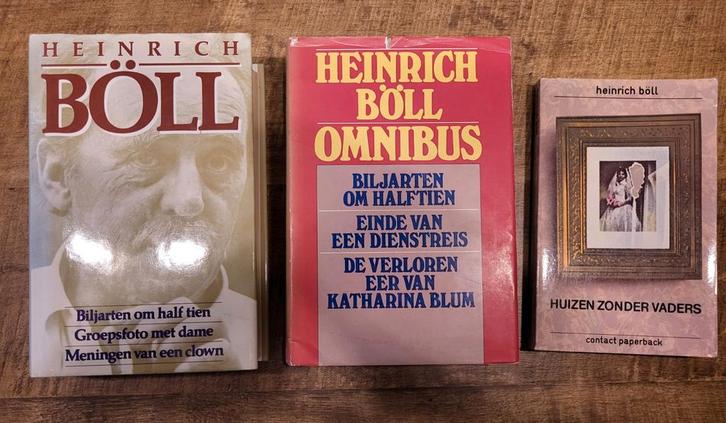 HEINRICH
BÖLL
Biljarten om half tien
Groepsfoto met dame
Meningen van een clown
HEINRICH
BÖLL
OMNIBUS
BILJARTEN
OM HALFTIEN
EINDE VAN
EEN DIENSTREIS
DE VERLOREN
EER VAN
KATHARINA BLUM
heinrich böll
HUIZEN ZONDER VADERS
contact paperback